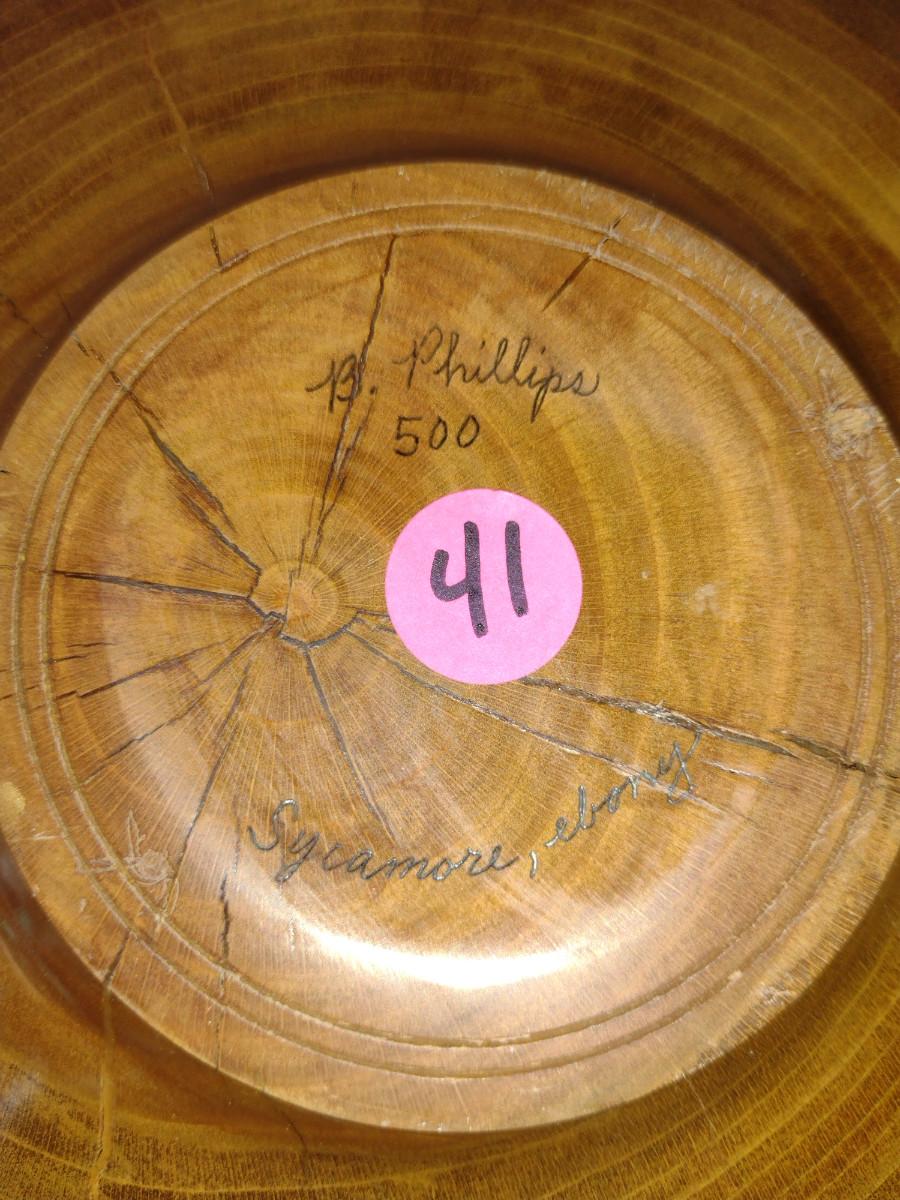 B. Phillips
500
41
Sycamore, ebony